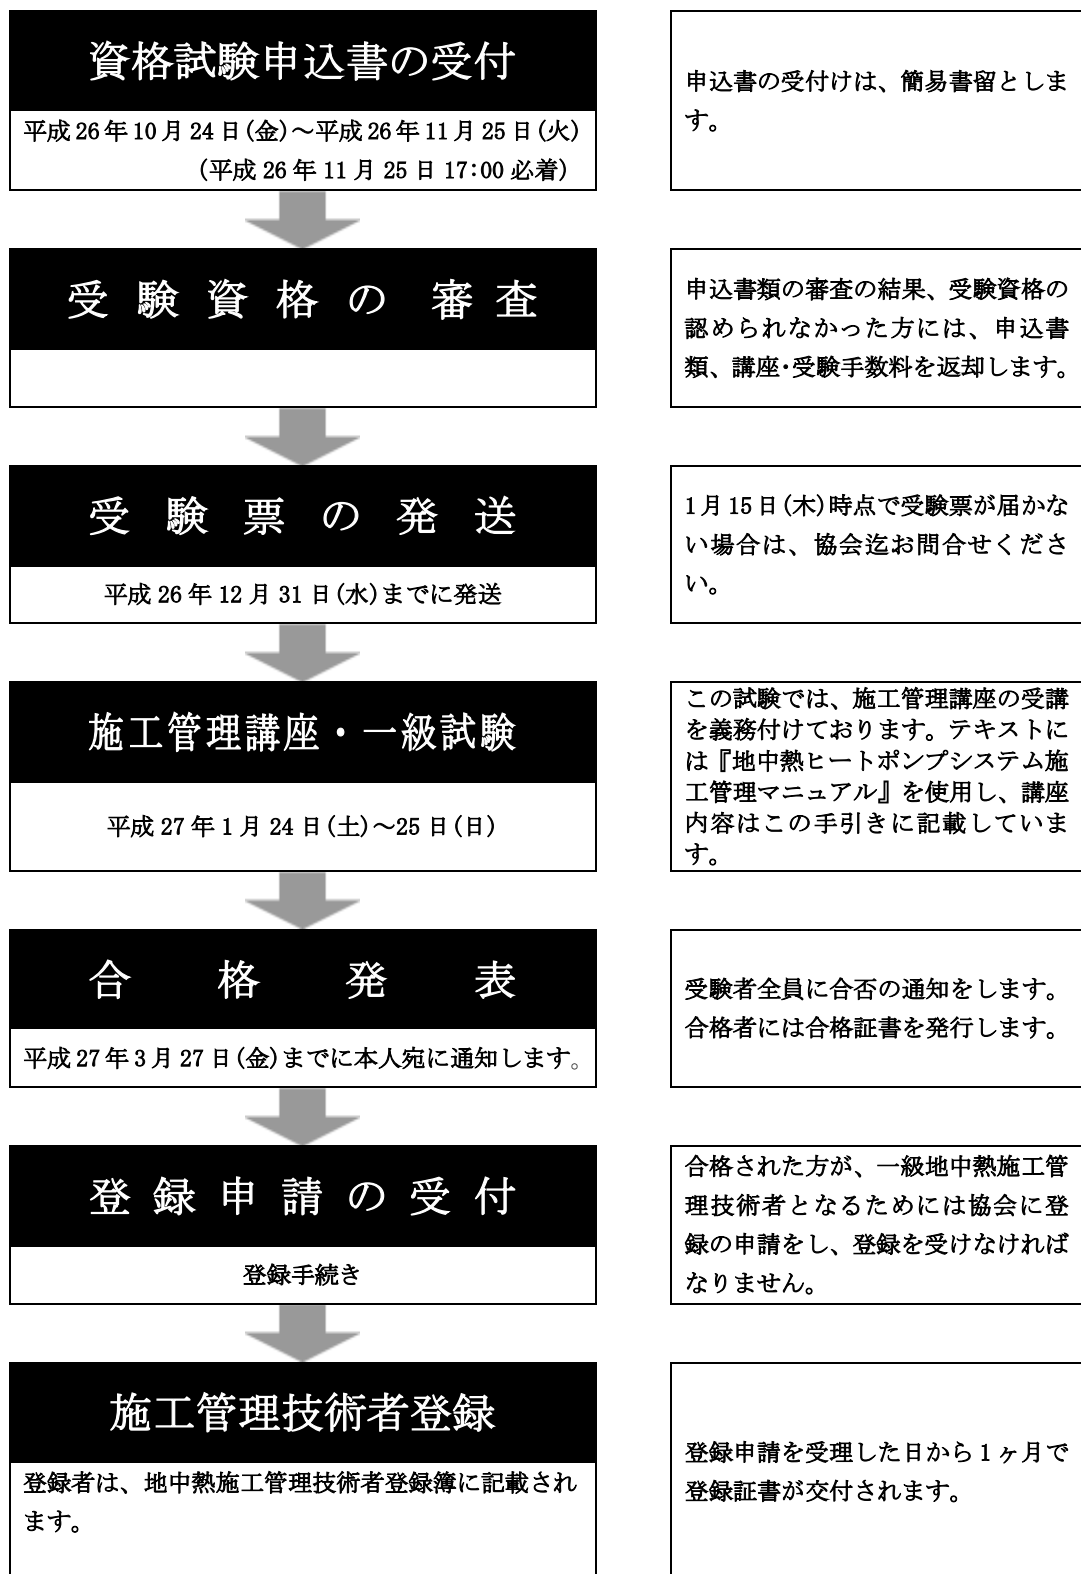 資格試験申込書の受付
平成26年10月24日(金)～平成26年11月25日(火)
(平成26年11月25日17:00必着)
申込書の受付けは、簡易書留としま
す。
受験資格の審査
申込書類の審査の結果、受験資格の
認められなかった方には、申込書
類、講座･受験手数料を返却します。
受験票の発送
平成26年12月31日(水)までに発送
1月15日(木)時点で受験票が届かな
い場合は、協会迄お問合せくださ
い。
施工管理講座・一級試験
平成27年1月24日(土)～25日(日)
この試験では、施工管理講座の受講
を義務付けております。テキストに
は『地中熱ヒートポンプシステム施
工管理マニュアル』を使用し、講座
内容はこの手引きに記載していま
す。
合格発表
平成27年3月27日(金)までに本人宛に通知します。
受験者全員に合否の通知をします。
合格者には合格証書を発行します。
登録申請の受付
登録手続き
合格された方が、一級地中熱施工管
理技術者となるためには協会に登
録の申請をし、登録を受けなければ
なりません。
施工管理技術者登録
登録者は、地中熱施工管理技術者登録簿に記載され
ます。
登録申請を受理した日から1ヶ月で
登録証書が交付されます。